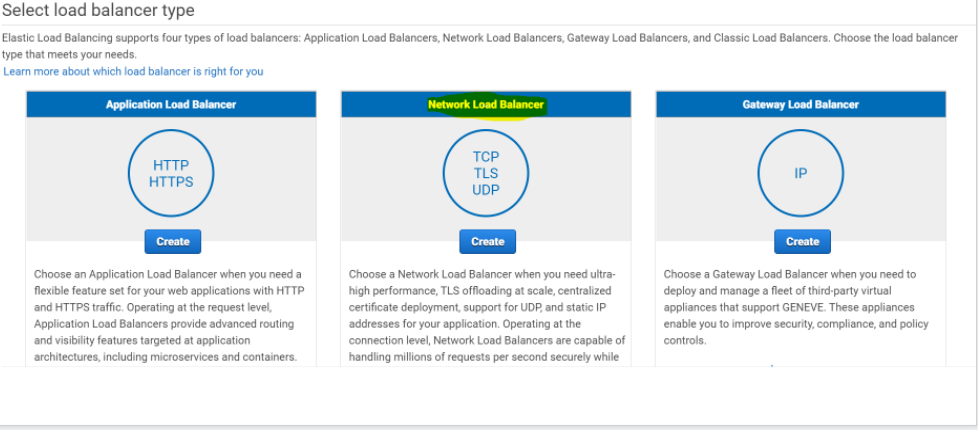 Select load balancer type
Elastic Load Balancing supports four types of load balancers: Application Load Balancers, Network Load Balancers, Gateway Load Balancers, and Classic Load Balancers. Choose the load balancer
type that meets your needs.
Learn more about which load balancer is right for you
Application Load Balancer
HTTP
HTTPS
Create
Choose an Application Load Balancer when you need a
flexible feature set for your web applications with HTTP
and HTTPS traffic. Operating at the request level,
Application Load Balancers provide advanced routing
and visibility features targeted at application
architectures, including microservices and containers.
Network Load Balancer
TCP
TLS
UDP
Create
Choose a Network Load Balancer when you need ultra-
high performance, TLS offloading at scale, centralized
certificate deployment, support for UDP, and static IP
addresses for your application. Operating at the
connection level, Network Load Balancers are capable of
handling millions of requests per second securely while
Gateway Load Balancer
IP
Create
Choose a Gateway Load Balancer when you need to
deploy and manage a fleet of third-party virtual
appliances that support GENEVE. These appliances
enable you to improve security, compliance, and policy
controls.